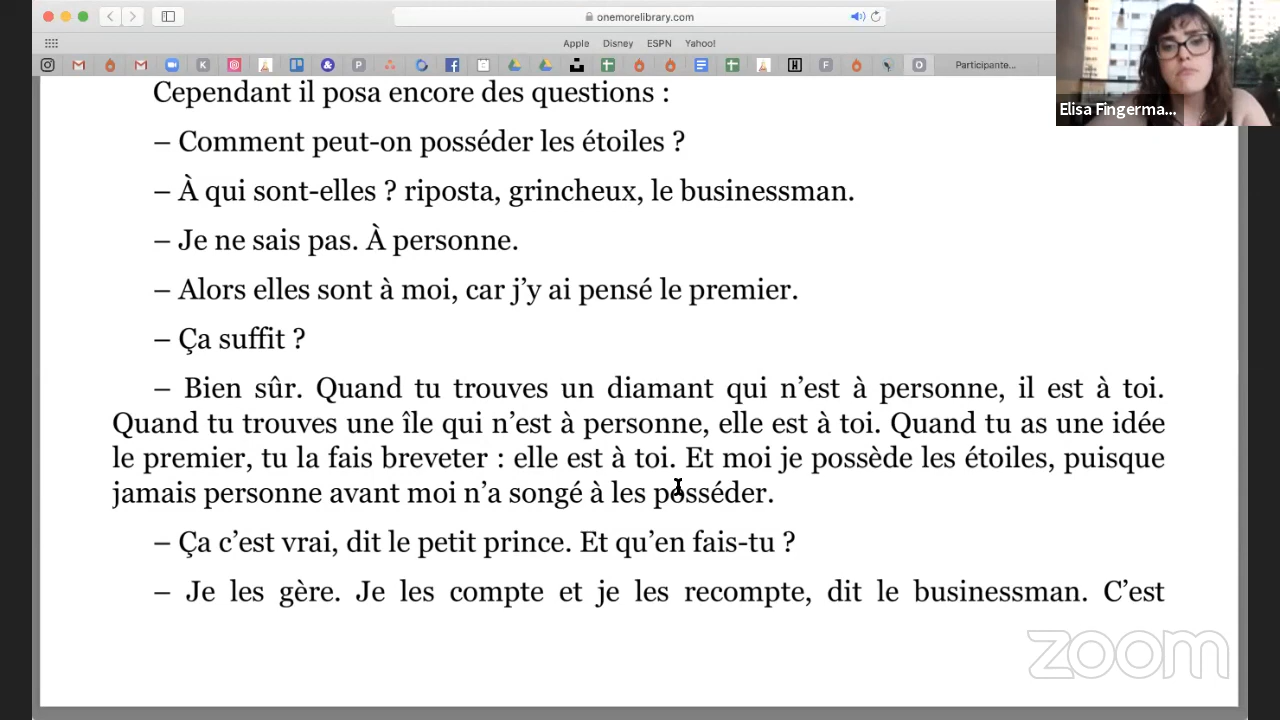 onemorelibrary.com
Apple Disney ESPN Yahoo!
K P F D Participante...
Elisa Fingerma...
Cependant il posa encore des questions :
– Comment peut-on posséder les étoiles ?
– À qui sont-elles ? riposta, grincheux, le businessman.
– Je ne sais pas. À personne.
– Alors elles sont à moi, car j’y ai pensé le premier.
– Ça suffit ?
– Bien sûr. Quand tu trouves un diamant qui n’est à personne, il est à toi.
Quand tu trouves une île qui n’est à personne, elle est à toi. Quand tu as une idée
le premier, tu la fais breveter : elle est à toi. Et moi je possède les étoiles, puisque
jamais personne avant moi n’a songé à les posséder.
– Ça c’est vrai, dit le petit prince. Et qu’en fais-tu ?
– Je les gère. Je les compte et je les recompte, dit le businessman. C’est
zoom